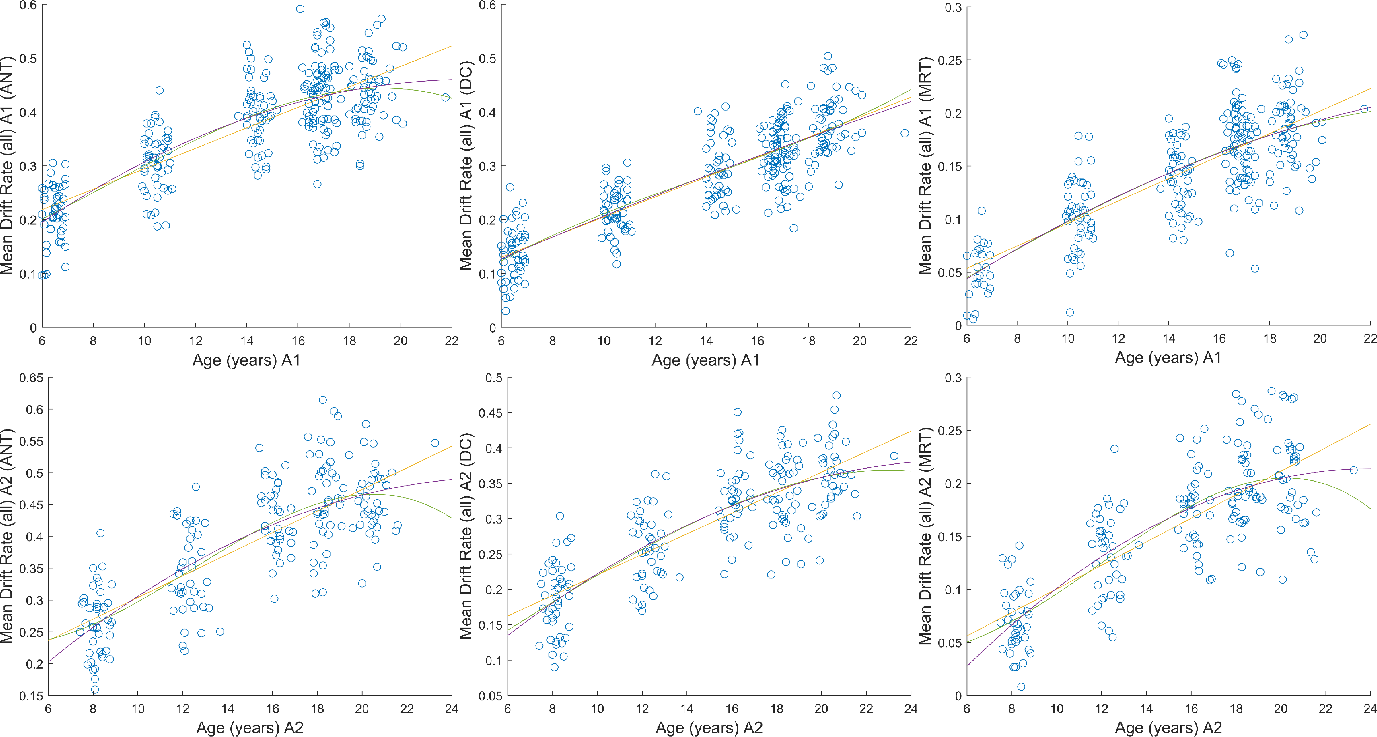 0.6
0.5
0.4
0.3
0.2
0.1
0
Mean Drift Rate (all) A1 (ANT)
6 8 10 12 14 16 18 20 22
Age (years) A1
0.6
0.5
0.4
0.3
0.2
0.1
0
Mean Drift Rate (all) A1 (DC)
6 8 10 12 14 16 18 20 22
Age (years) A1
0.3
0.25
0.2
0.15
0.1
0.05
0
Mean Drift Rate (all) A1 (MRT)
6 8 10 12 14 16 18 20 22
Age (years) A1
0.65
0.6
0.55
0.5
0.45
0.4
0.35
0.3
0.25
0.2
0.15
Mean Drift Rate (all) A2 (ANT)
6 8 10 12 14 16 18 20 22 24
Age (years) A2
0.5
0.45
0.4
0.35
0.3
0.25
0.2
0.15
0.1
0.05
Mean Drift Rate (all) A2 (DC)
6 8 10 12 14 16 18 20 22 24
Age (years) A2
0.3
0.25
0.2
0.15
0.1
0.05
0
Mean Drift Rate (all) A2 (MRT)
6 8 10 12 14 16 18 20 22 24
Age (years) A2